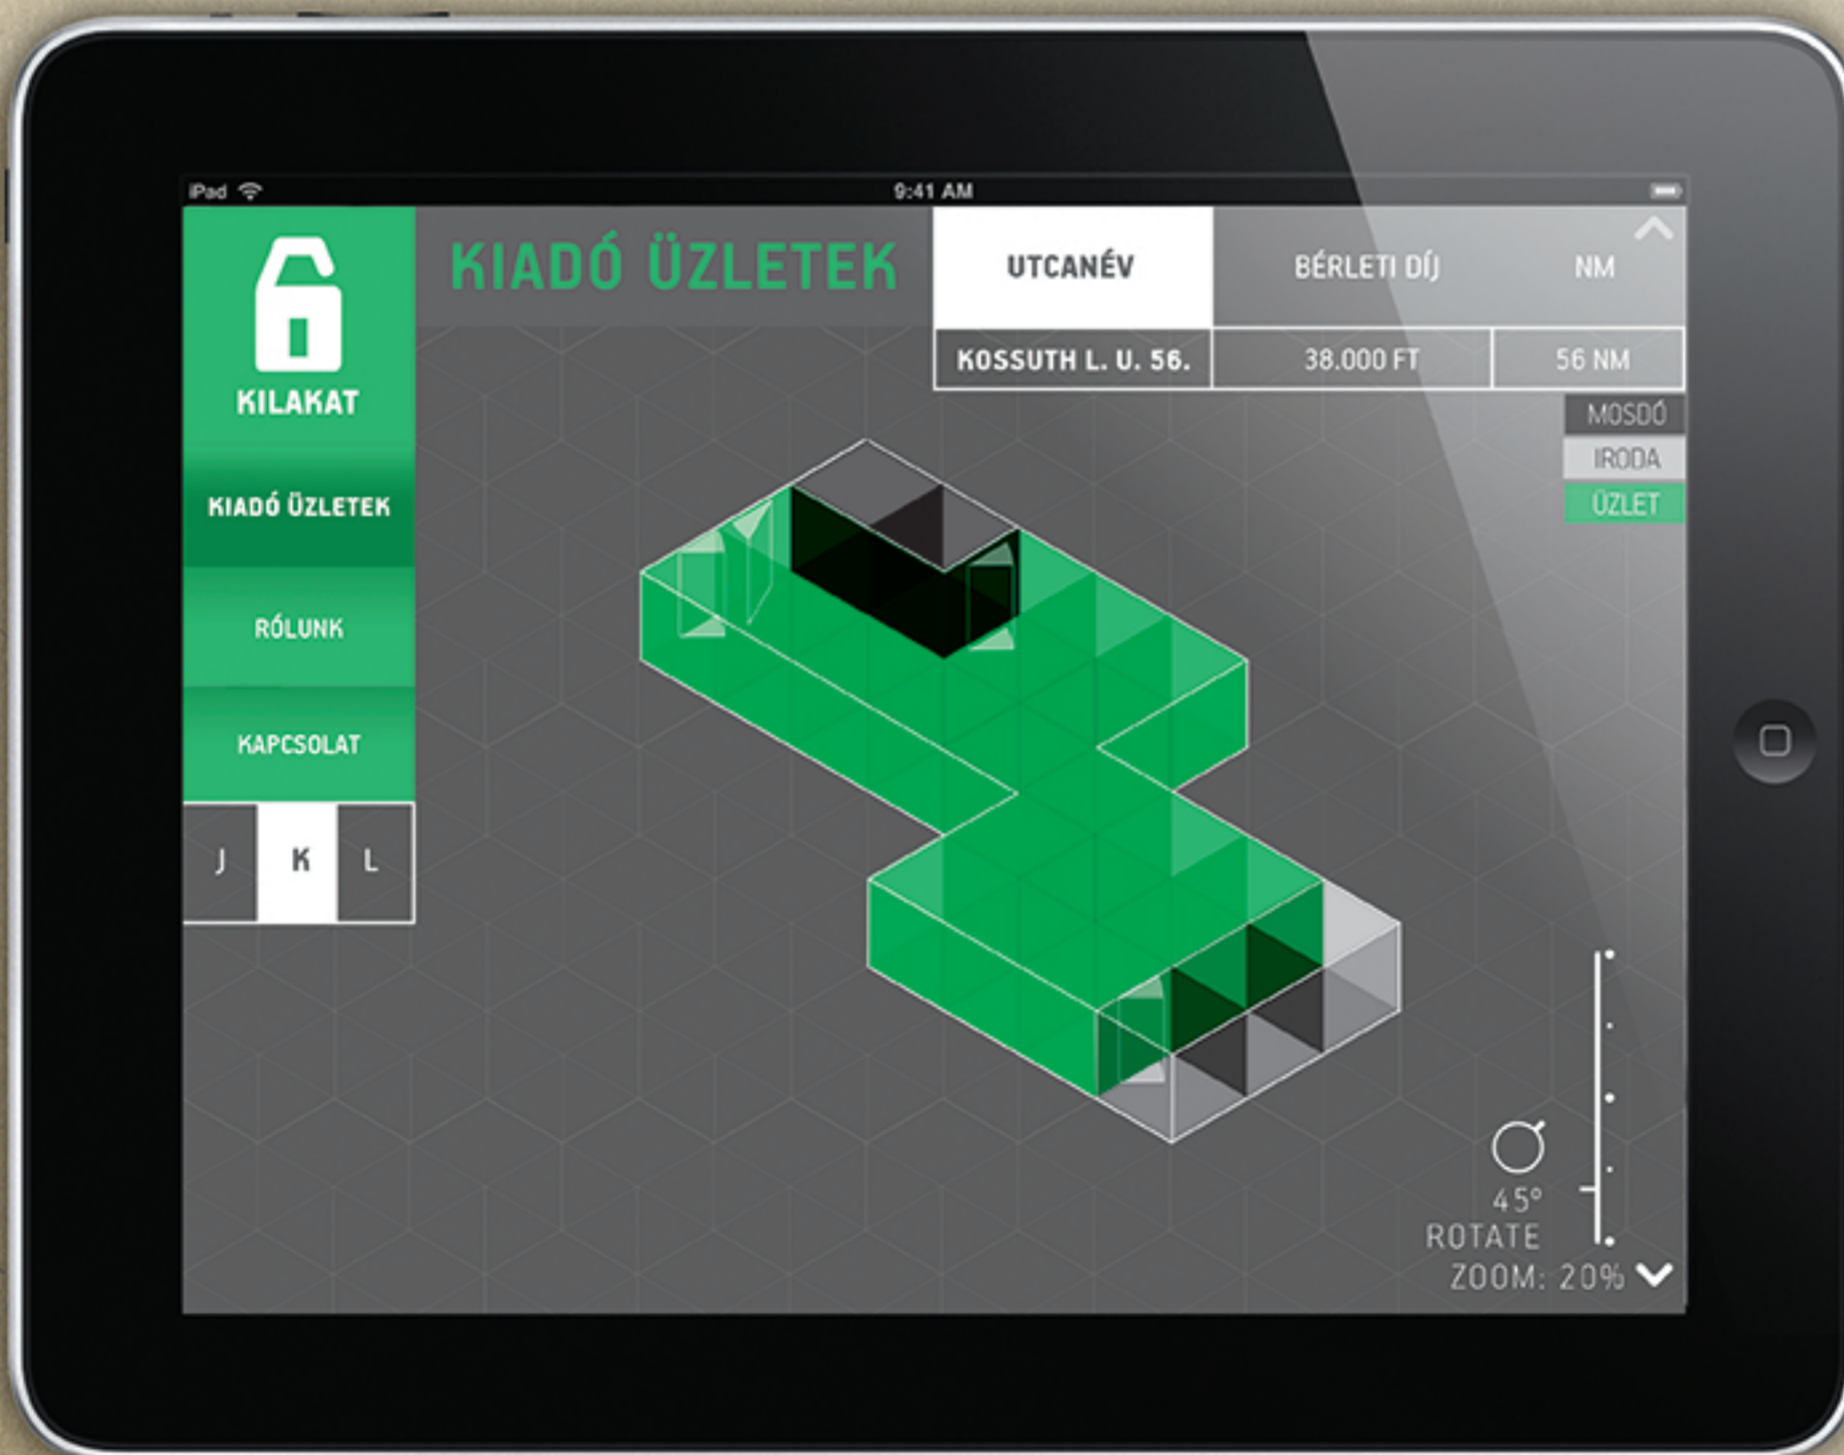 iPad
9:41 AM
KILAKAT
KIADÓ ÜZLETEK
RÓLUNK
KAPCSOLAT
J K L
KIADÓ ÜZLETEK
UTCANÉV BÉRLETI DÍJ NM
KOSSUTH L. U. 56. 38.000 FT 56 NM
MOSDÓ
IRODA
ÜZLET
45°
ROTATE
ZOOM: 20%